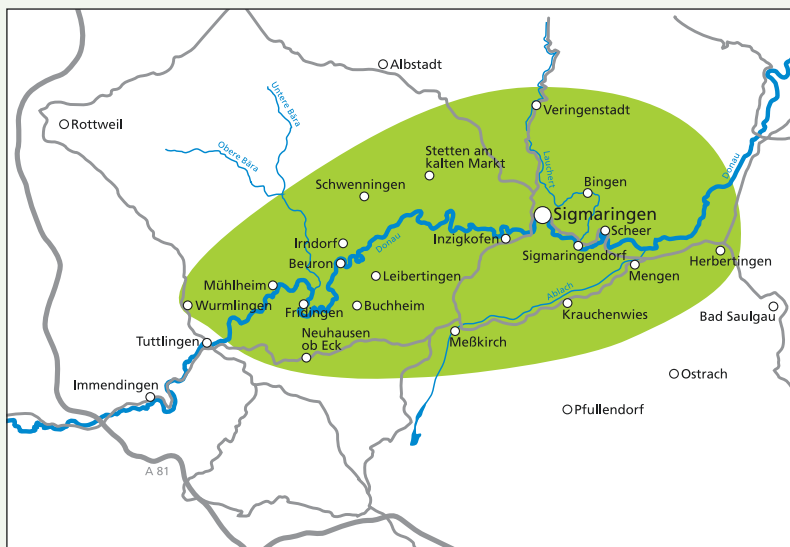 Albstadt
Untere Bära
Veringenstadt
Rottweil
Obere Bära
Stetten am
kalten Markt
Lauchert
Donau
Schwenningen
Bingen
Sigmaringen
Scheer
Irndorf
Donau
Inzigkofen
Sigmaringendorf
Beuron
Herbertingen
Mengen
Leibertingen
Mühlheim
Ablach
Wurmlingen
Fridingen
Buchheim
Krauchenwies
Bad Saulgau
Neuhausen
ob Eck
Meßkirch
Tuttlingen
Ostrach
Immendingen
Pfullendorf
A 81